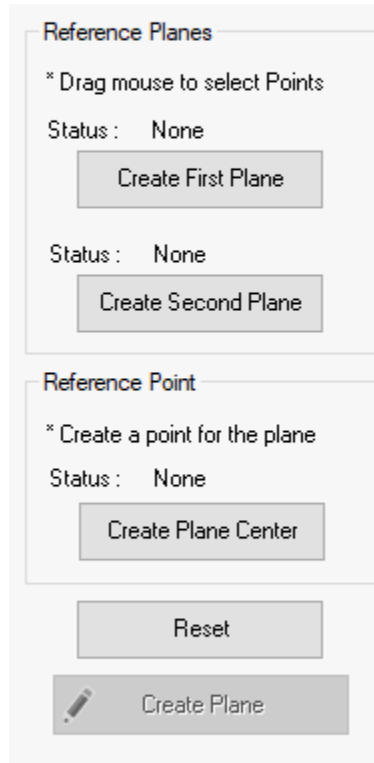 Reference Planes
* Drag mouse to select Points
Status : None
Create First Plane
Status : None
Create Second Plane
Reference Point
* Create a point for the plane
Status : None
Create Plane Center
Reset
Create Plane